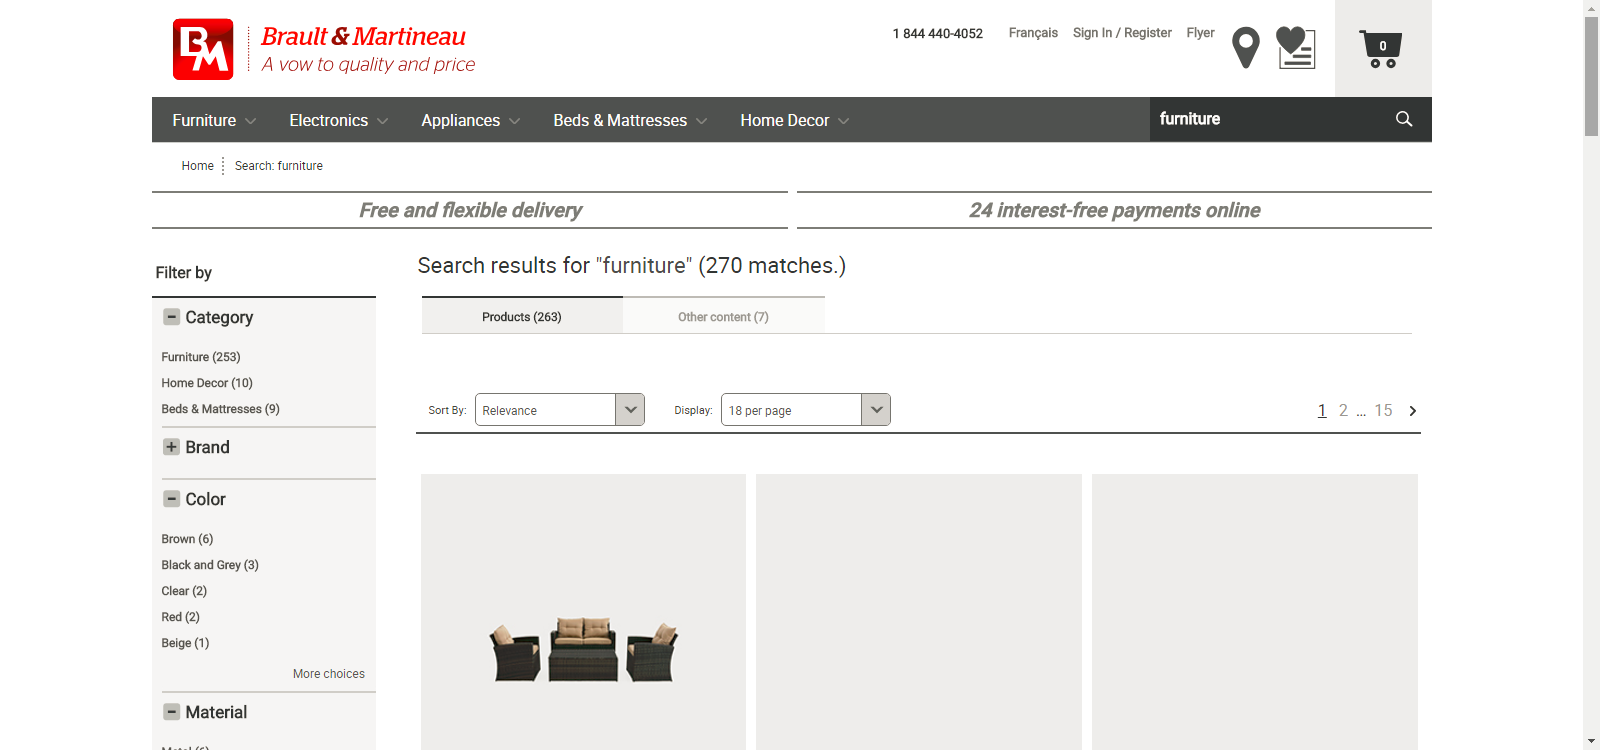 BM
Brault & Martineau
A vow to quality and price
1 844 440-4052
Français
Sign In / Register
Flyer
0
Furniture
Electronics
Appliances
Beds & Mattresses
Home Decor
furniture
Home
Search: furniture
Free and flexible delivery
24 interest-free payments online
Filter by
Search results for "furniture" (270 matches.)
Category
Products (263)
Other content (7)
Furniture (253)
Home Decor (10)
Beds & Mattresses (9)
Sort By:
Relevance
Display:
18 per page
1 2 ... 15
Brand
Color
Brown (6)
Black and Grey (3)
Clear (2)
Red (2)
Beige (1)
More choices
Material
Metal (6)